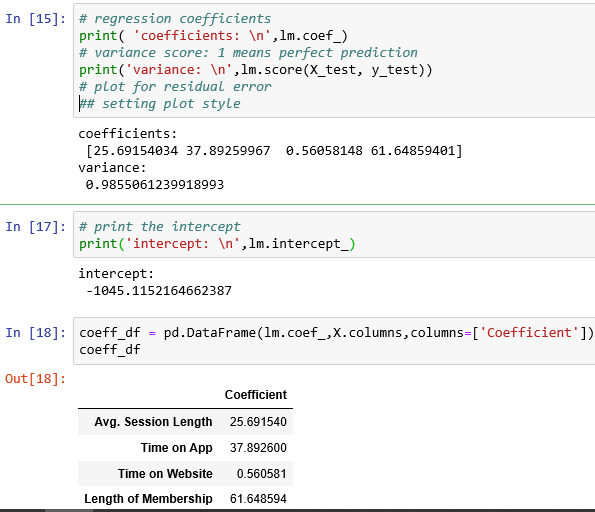 In [15]: # regression coefficients
print( 'coefficients: \n',lm.coef_)
# variance score: 1 means perfect prediction
print('variance: \n',lm.score(X_test, y_test))
# plot for residual error
## setting plot style
coefficients:
[25.69154034 37.89259967  0.56058148 61.64859401]
variance:
0.9855061239918993
In [17]: # print the intercept
print('intercept: \n',lm.intercept_)
intercept:
-1045.1152164662387
In [18]: coeff_df = pd.DataFrame(lm.coef_,X.columns,columns=['Coefficient'])
coeff_df
Out[18]:
Coefficient
Avg. Session Length 25.691540
Time on App 37.892600
Time on Website 0.560581
Length of Membership 61.648594